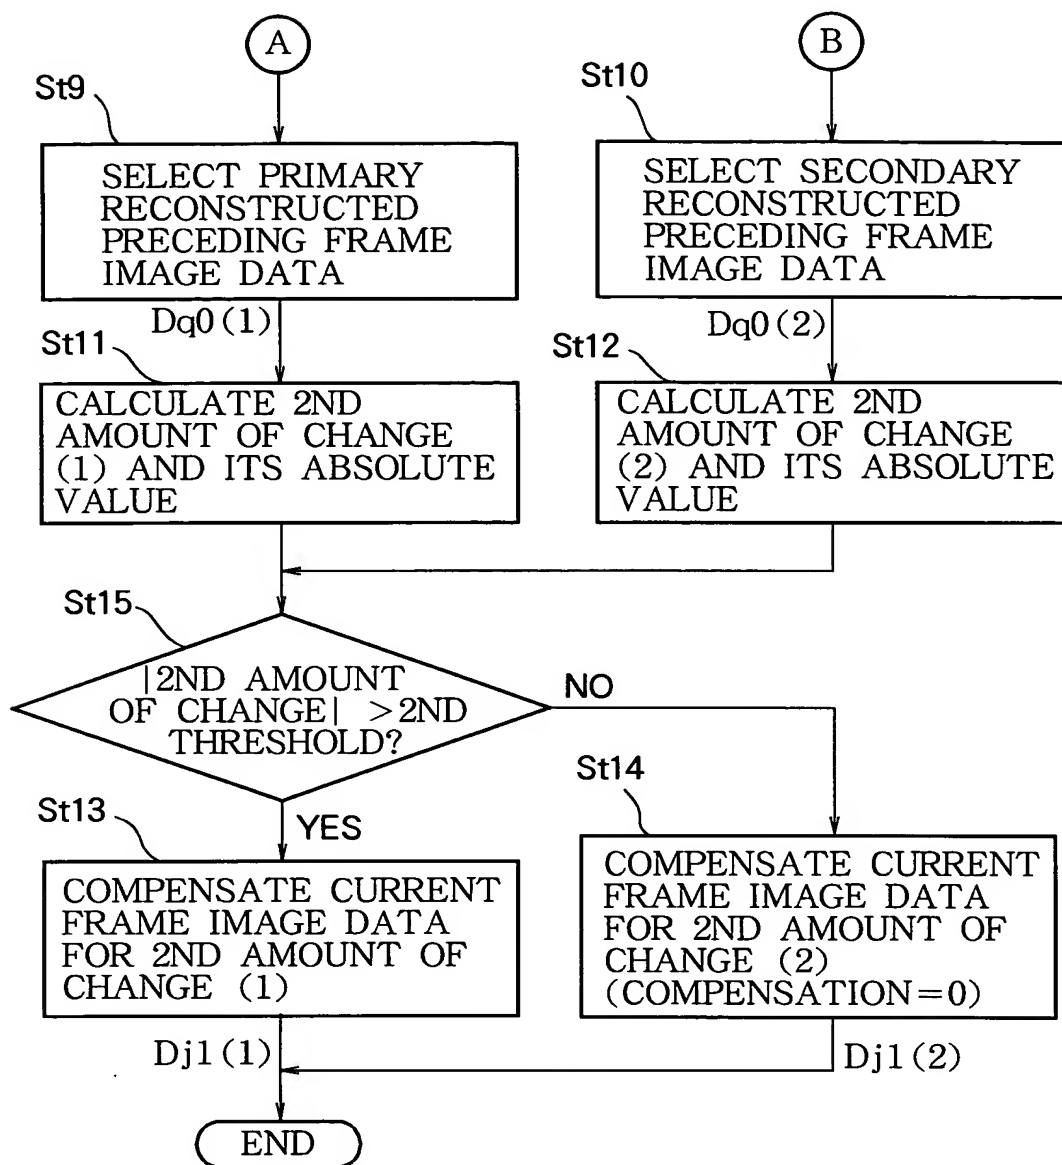 A
B
St9
St10
SELECT PRIMARY
RECONSTRUCTED
PRECEDING FRAME
IMAGE DATA
SELECT SECONDARY
RECONSTRUCTED
PRECEDING FRAME
IMAGE DATA
Dq0(1)
Dq0(2)
St11
St12
CALCULATE 2ND
AMOUNT OF CHANGE
(1) AND ITS ABSOLUTE
VALUE
CALCULATE 2ND
AMOUNT OF CHANGE
(2) AND ITS ABSOLUTE
VALUE
St15
|2ND AMOUNT
OF CHANGE| >2ND
THRESHOLD?
NO
YES
St13
St14
COMPENSATE CURRENT
FRAME IMAGE DATA
FOR 2ND AMOUNT OF
CHANGE (1)
COMPENSATE CURRENT
FRAME IMAGE DATA
FOR 2ND AMOUNT OF
CHANGE (2)
(COMPENSATION=0)
Dj1(1)
Dj1(2)
END